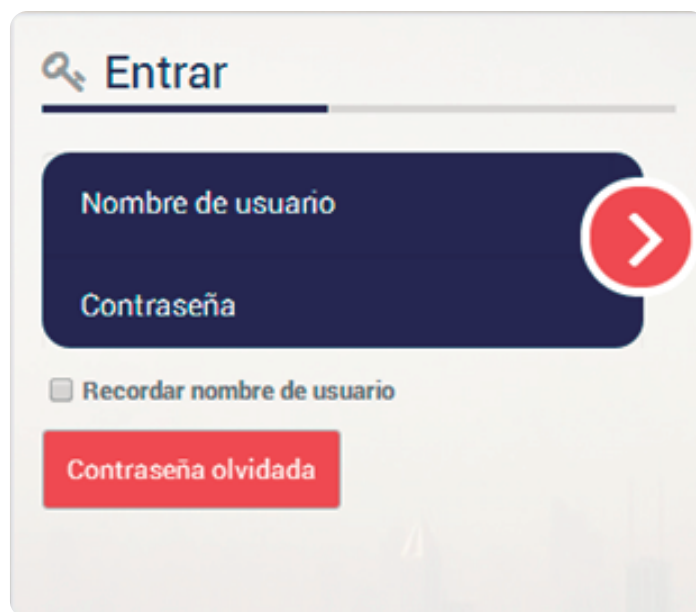 Entrar
Nombre de usuario
Contraseña
Recordar nombre de usuario
Contraseña olvidada